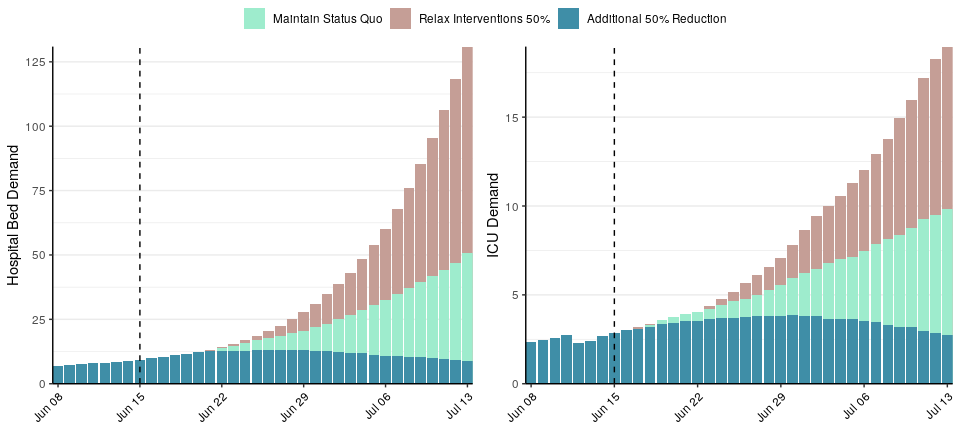 Maintain Status Quo Relax Interventions 50% Additional 50% Reduction
Hospital Bed Demand
125
100
75
50
25
0
Jun 08 Jun 15 Jun 22 Jun 29 Jul 06 Jul 13
ICU Demand
15
10
5
0
Jun 08 Jun 15 Jun 22 Jun 29 Jul 06 Jul 13